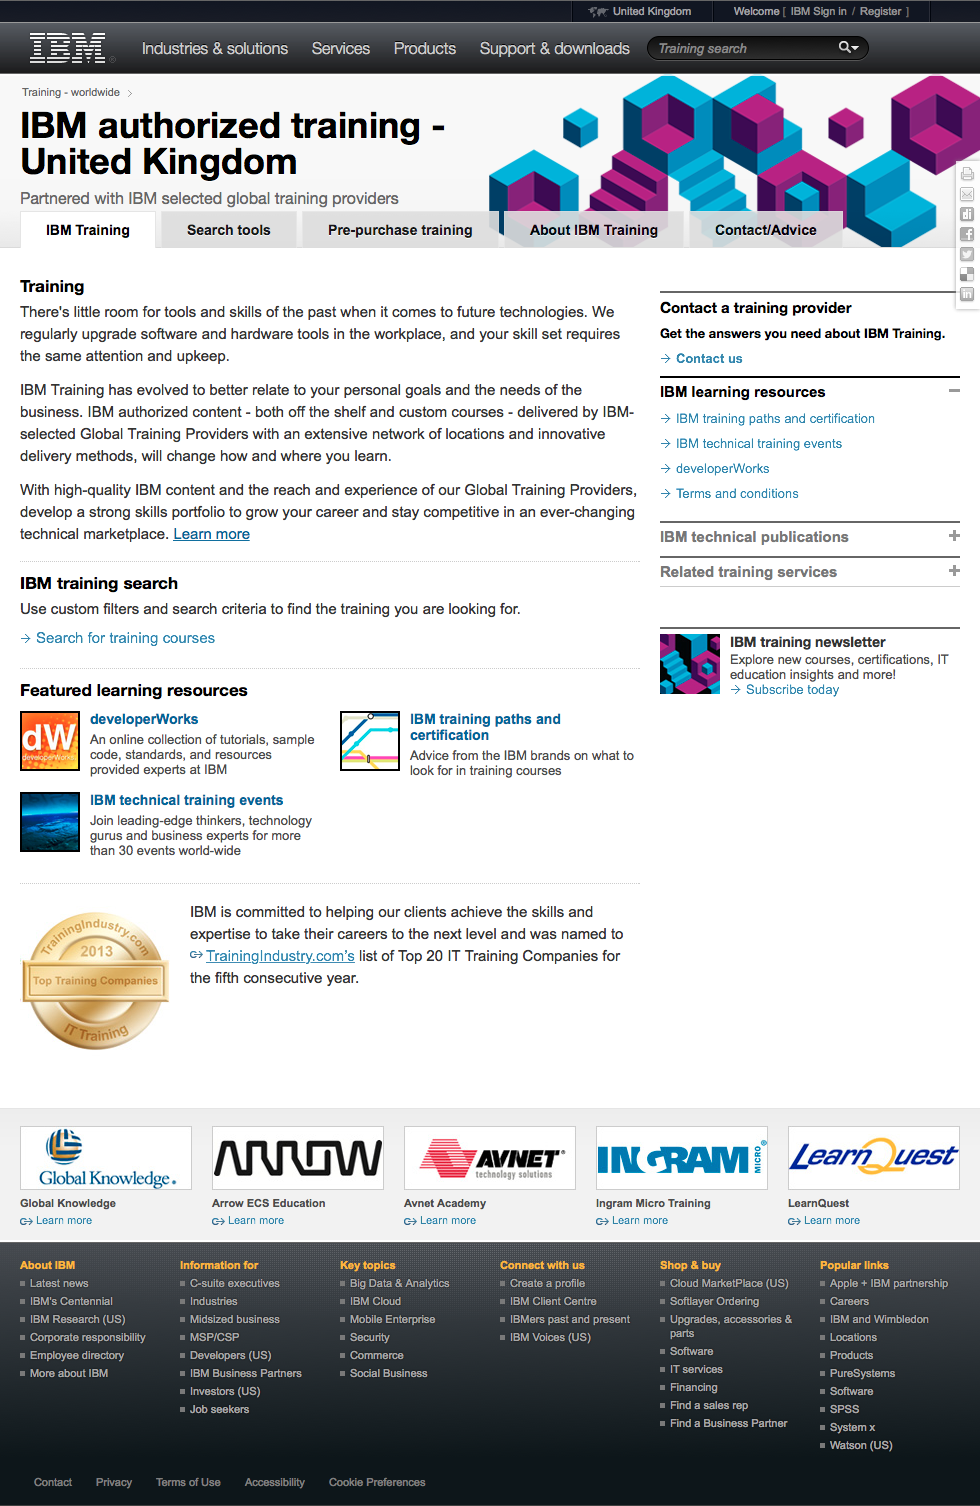 United Kingdom
Welcome [ IBM Sign in / Register ]
IBM
Industries & solutions
Services
Products
Support & downloads
Training search
Training - worldwide
IBM authorized training -
United Kingdom
Partnered with IBM selected global training providers
IBM Training
Search tools
Pre-purchase training
About IBM Training
Contact/Advice
Training
There's little room for tools and skills of the past when it comes to future technologies. We
regularly upgrade software and hardware tools in the workplace, and your skill set requires
the same attention and upkeep.
IBM Training has evolved to better relate to your personal goals and the needs of the
business. IBM authorized content - both off the shelf and custom courses - delivered by IBM-
selected Global Training Providers with an extensive network of locations and innovative
delivery methods, will change how and where you learn.
With high-quality IBM content and the reach and experience of our Global Training Providers,
develop a strong skills portfolio to grow your career and stay competitive in an ever-changing
technical marketplace. Learn more
IBM training search
Use custom filters and search criteria to find the training you are looking for.
Search for training courses
Featured learning resources
dW
developerWorks
developerWorks
An online collection of tutorials, sample
code, standards, and resources
provided experts at IBM
IBM training paths and
certification
Advice from the IBM brands on what to
look for in training courses
IBM technical training events
Join leading-edge thinkers, technology
gurus and business experts for more
than 30 events world-wide
TrainingIndustry.com
2013
Top Training Companies
IT Training
IBM is committed to helping our clients achieve the skills and
expertise to take their careers to the next level and was named to
TrainingIndustry.com's list of Top 20 IT Training Companies for
the fifth consecutive year.
Contact a training provider
Get the answers you need about IBM Training.
Contact us
IBM learning resources
IBM training paths and certification
IBM technical training events
developerWorks
Terms and conditions
IBM technical publications
Related training services
IBM training newsletter
Explore new courses, certifications, IT
education insights and more!
Subscribe today
Global Knowledge.
Global Knowledge
Learn more
ARROW
Arrow ECS Education
Learn more
AVNET
technology solutions
Avnet Academy
Learn more
INGRAM MICRO
Ingram Micro Training
Learn more
LearnQuest
LearnQuest
Learn more
About IBM
Latest news
IBM's Centennial
IBM Research (US)
Corporate responsibility
Employee directory
More about IBM
Information for
C-suite executives
Industries
Midsized business
MSP/CSP
Developers (US)
IBM Business Partners
Investors (US)
Job seekers
Key topics
Big Data & Analytics
IBM Cloud
Mobile Enterprise
Security
Commerce
Social Business
Connect with us
Create a profile
IBM Client Centre
IBMers past and present
IBM Voices (US)
Shop & buy
Cloud MarketPlace (US)
Softlayer Ordering
Upgrades, accessories &
parts
Software
IT services
Financing
Find a sales rep
Find a Business Partner
Popular links
Apple + IBM partnership
Careers
IBM and Wimbledon
Locations
Products
PureSystems
Software
SPSS
System x
Watson (US)
Contact
Privacy
Terms of Use
Accessibility
Cookie Preferences